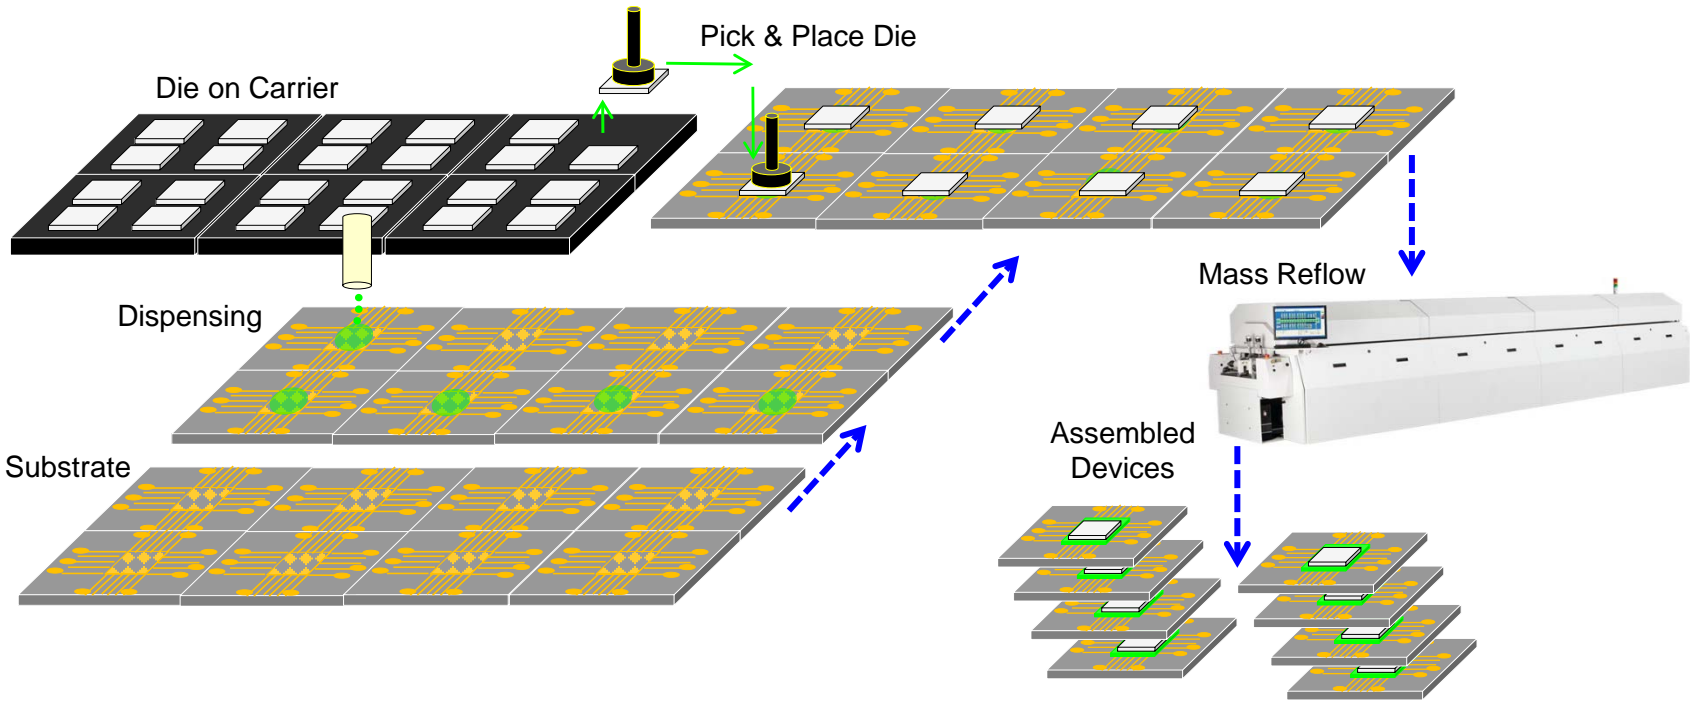 Pick & Place Die
Die on Carrier
Mass Reflow
Dispensing
Assembled
Devices
Substrate